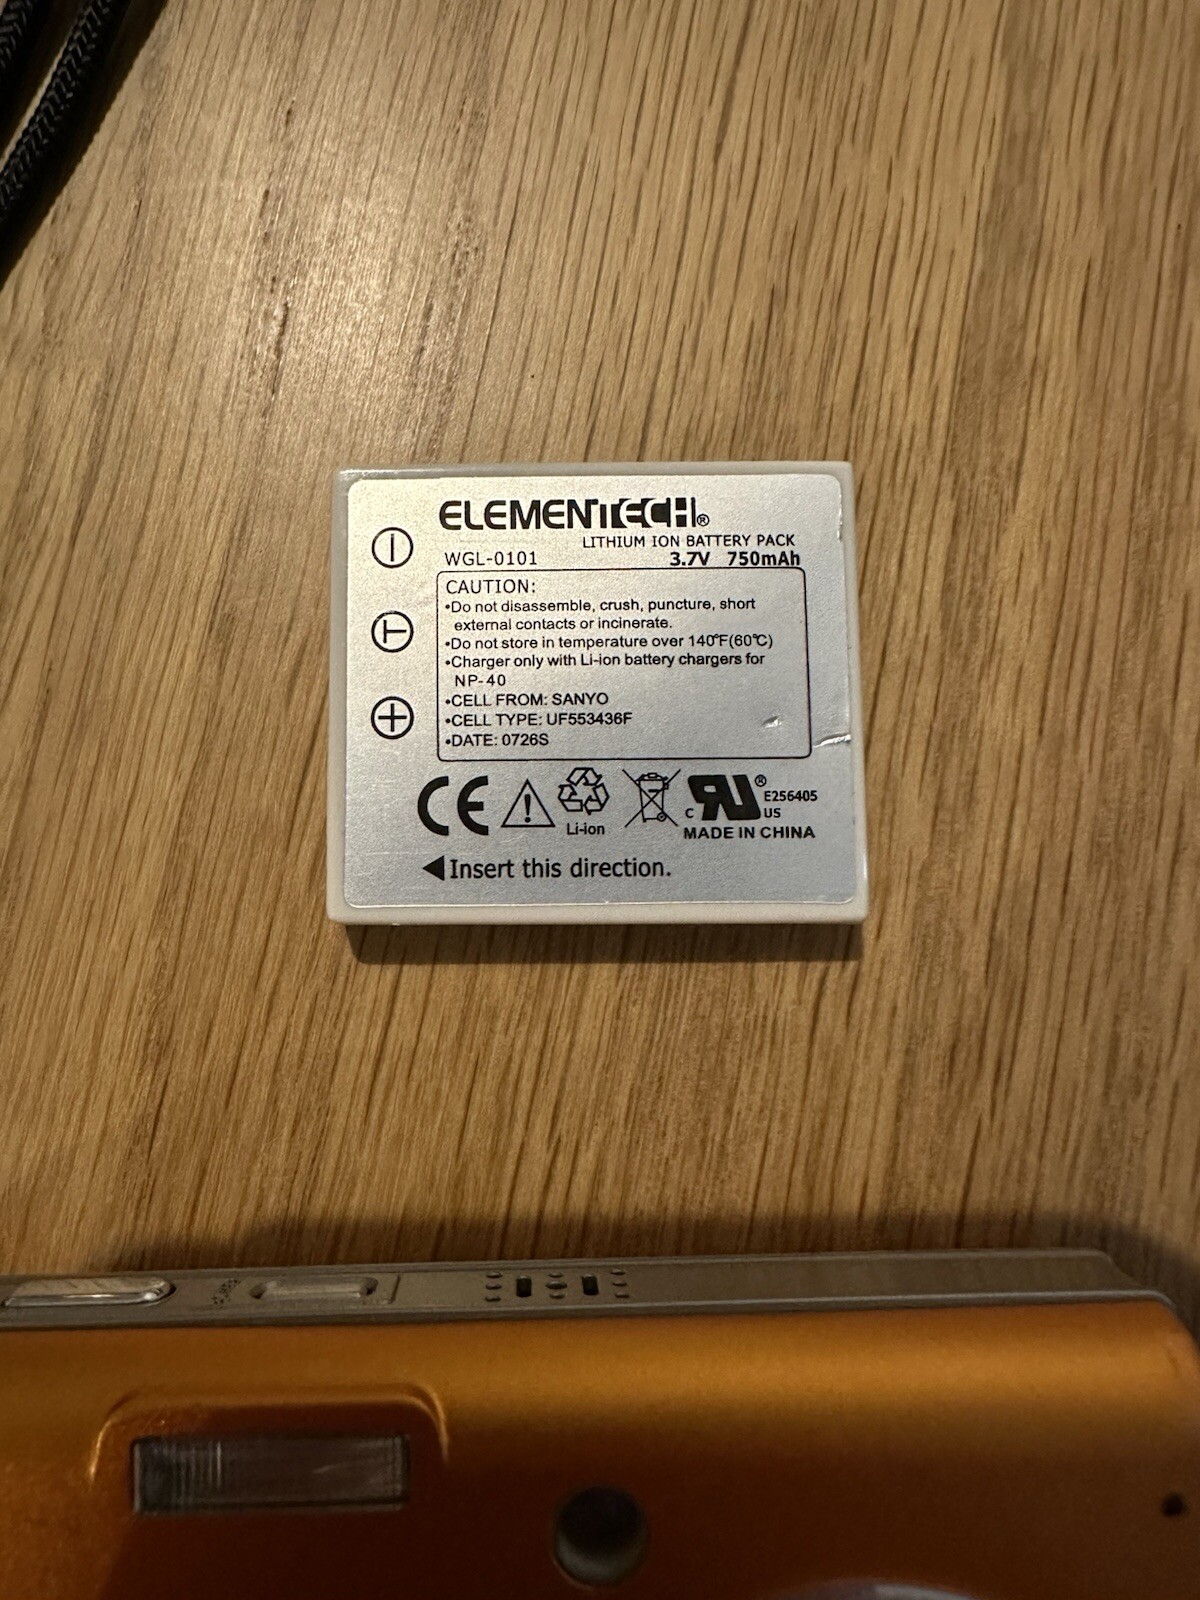 ELEMENTECH®
LITHIUM ION BATTERY PACK
WGL-0101 3.7V 750mAh
CAUTION:
•Do not disassemble, crush, puncture, short
external contacts or incinerate.
•Do not store in temperature over 140°F(60°C)
•Charger only with Li-ion battery chargers for
NP-40
•CELL FROM: SANYO
•CELL TYPE: UF553436F
•DATE: 0726S
T
CE
Li-ion
c RU® US E256405
MADE IN CHINA
◀Insert this direction.